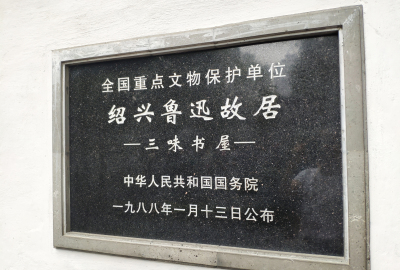 全国重点文物保护单位
绍兴鲁迅故居
—三味书屋—
中华人民共和国国务院
一九八八年一月十三日公布